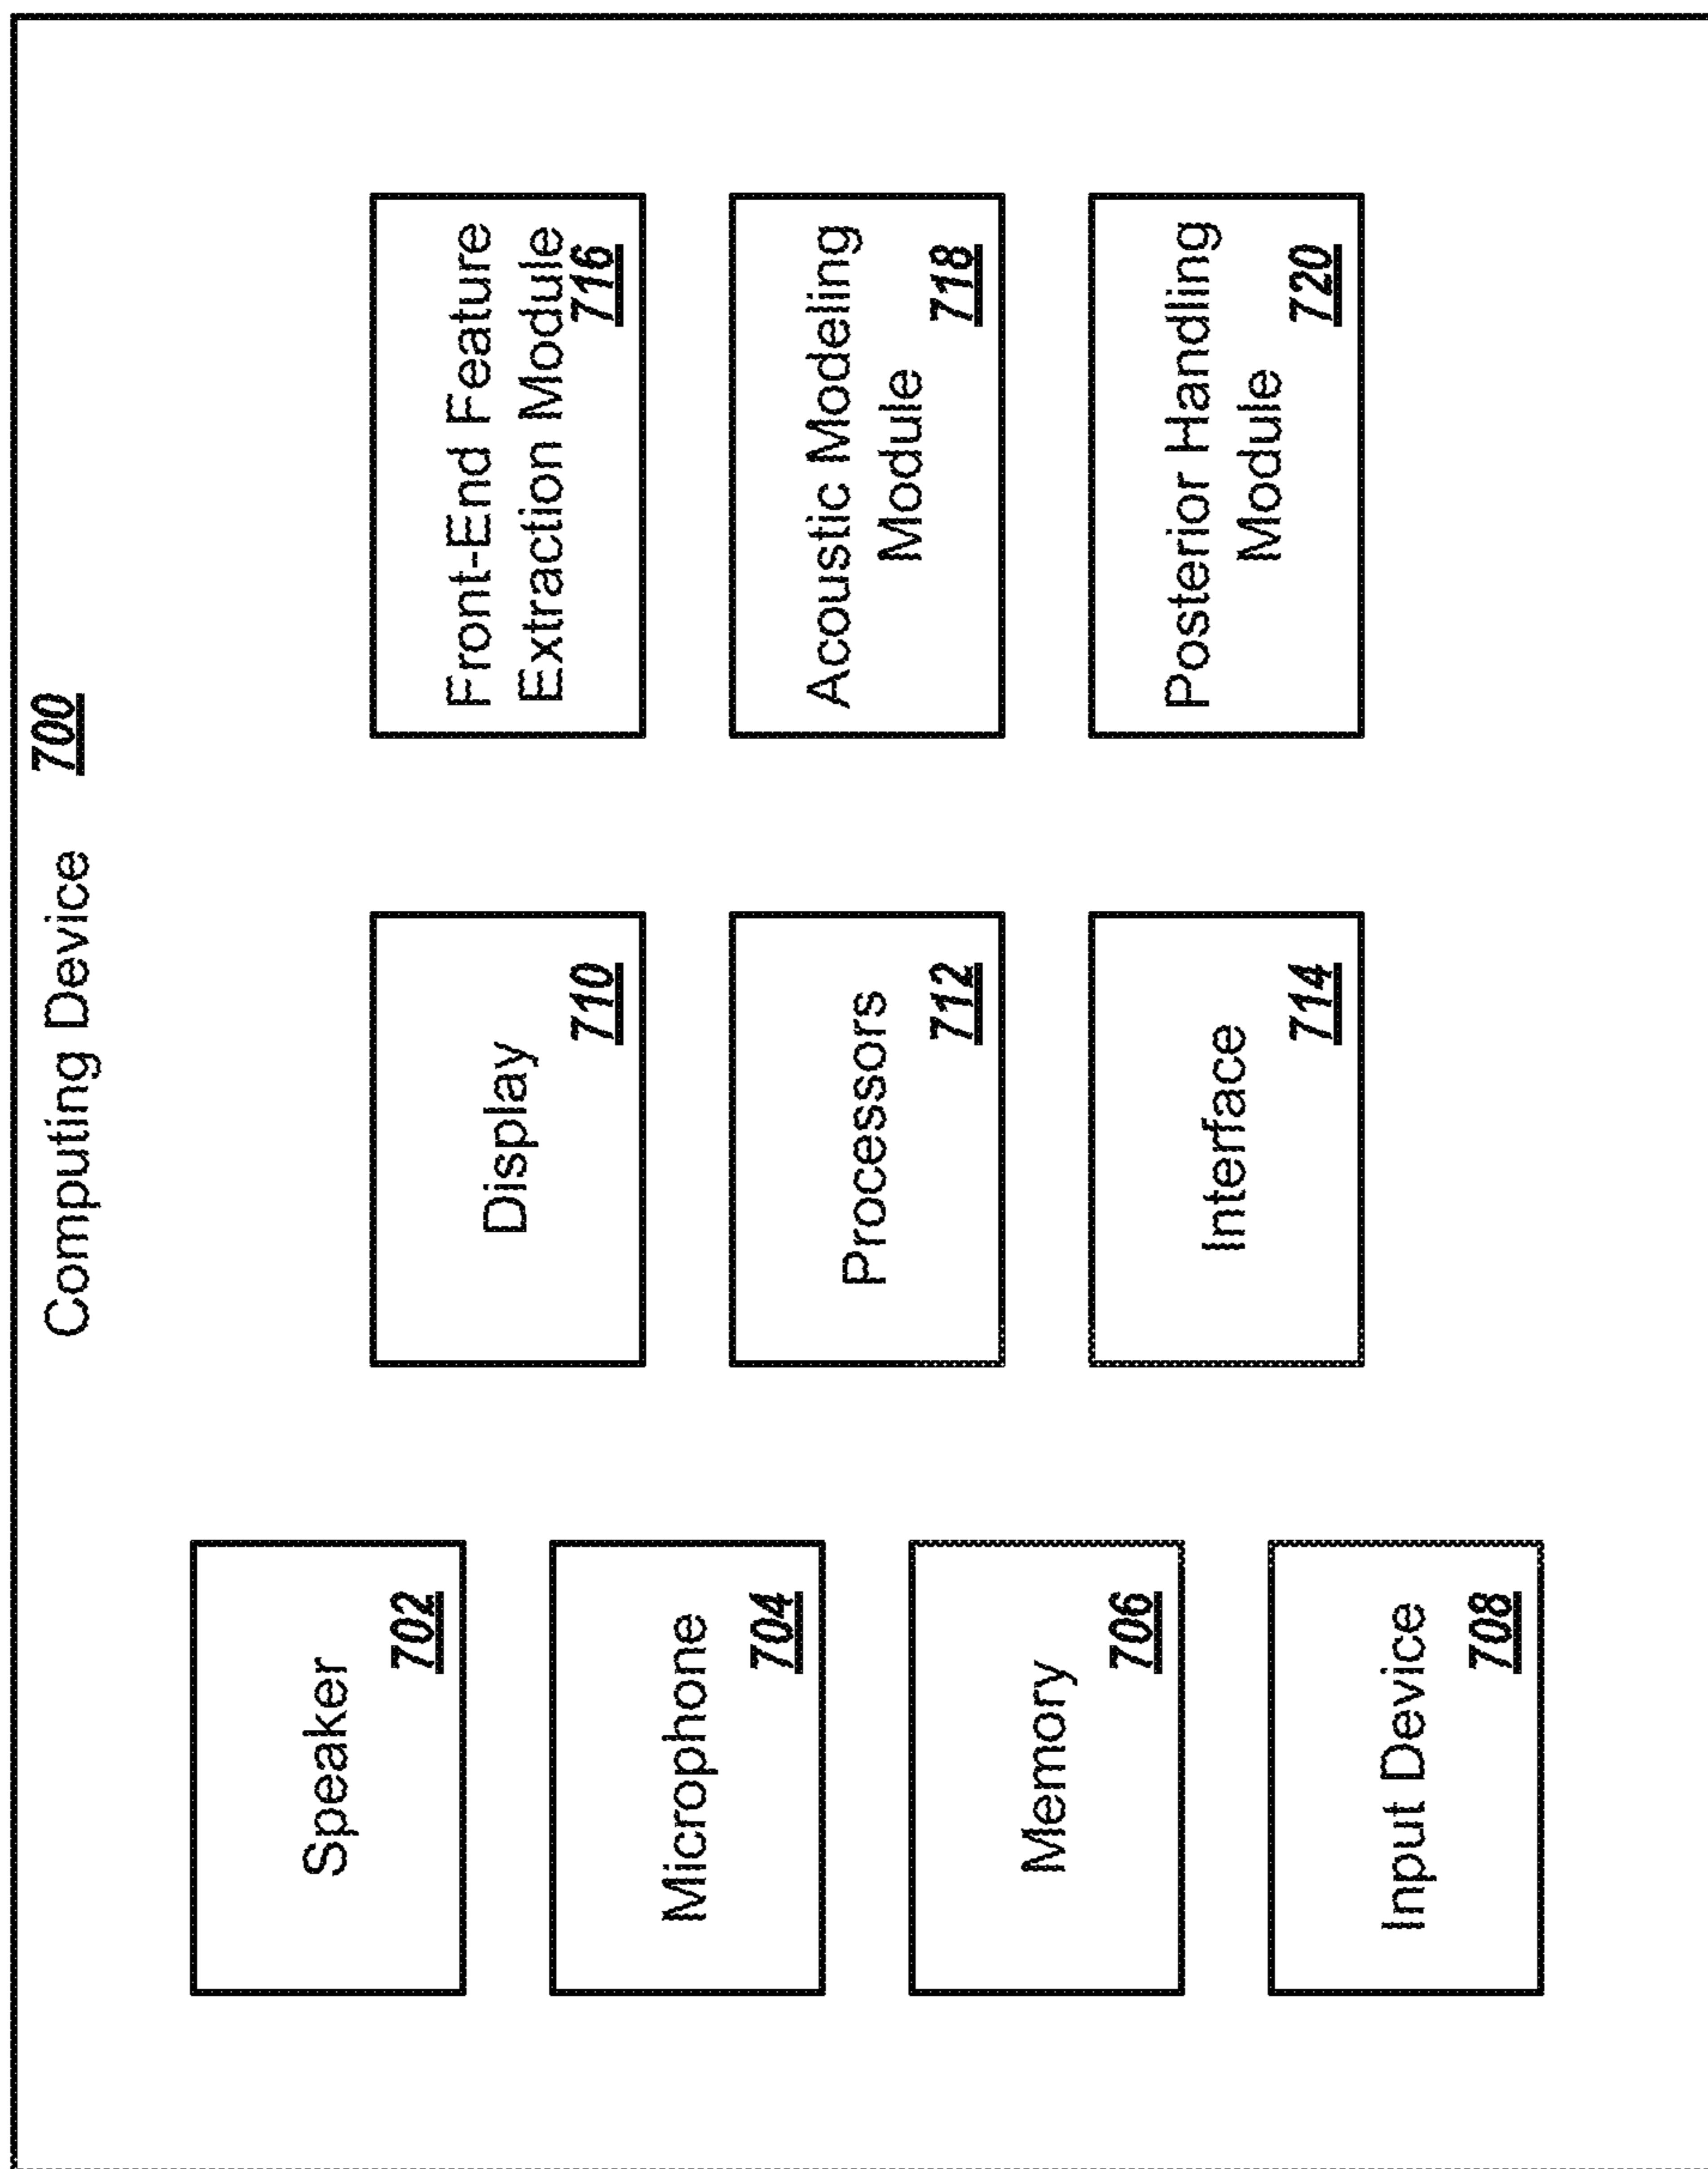 Computing Device 700
Speaker
702
Microphone
704
Memory
706
Input Device
708
Display
710
Processors
712
Interface
714
Front-End Feature
Extraction Module
716
Acoustic Modeling
Module
718
Posterior Handling
Module
720